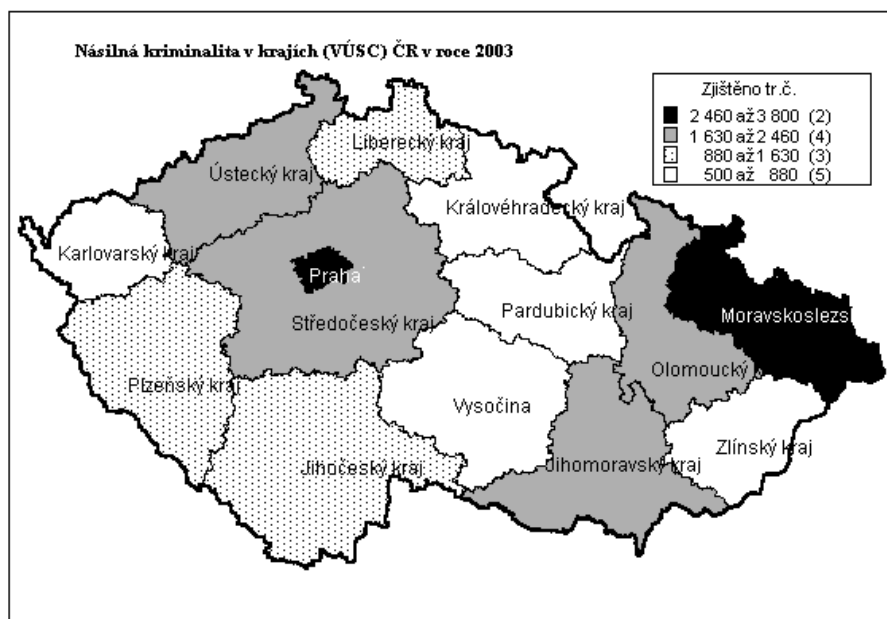 Násilná kriminalita v krajích (VÚSC) ČR v roce 2003
Zjištěno tr.č.
2 460 až 3 800 (2)
1 630 až 2 460 (4)
880 až 1 630 (3)
500 až 880 (5)
Liberecký kraj
Ústecký kraj
Královéhradecký kraj
Karlovarský kraj
Praha
Pardubický kraj
Středočeský kraj
Moravskoslezs
Olomoucký
Plzeňský kraj
Vysočina
Zlínský kraj
Jihočeský kraj
Jihomoravský kraj